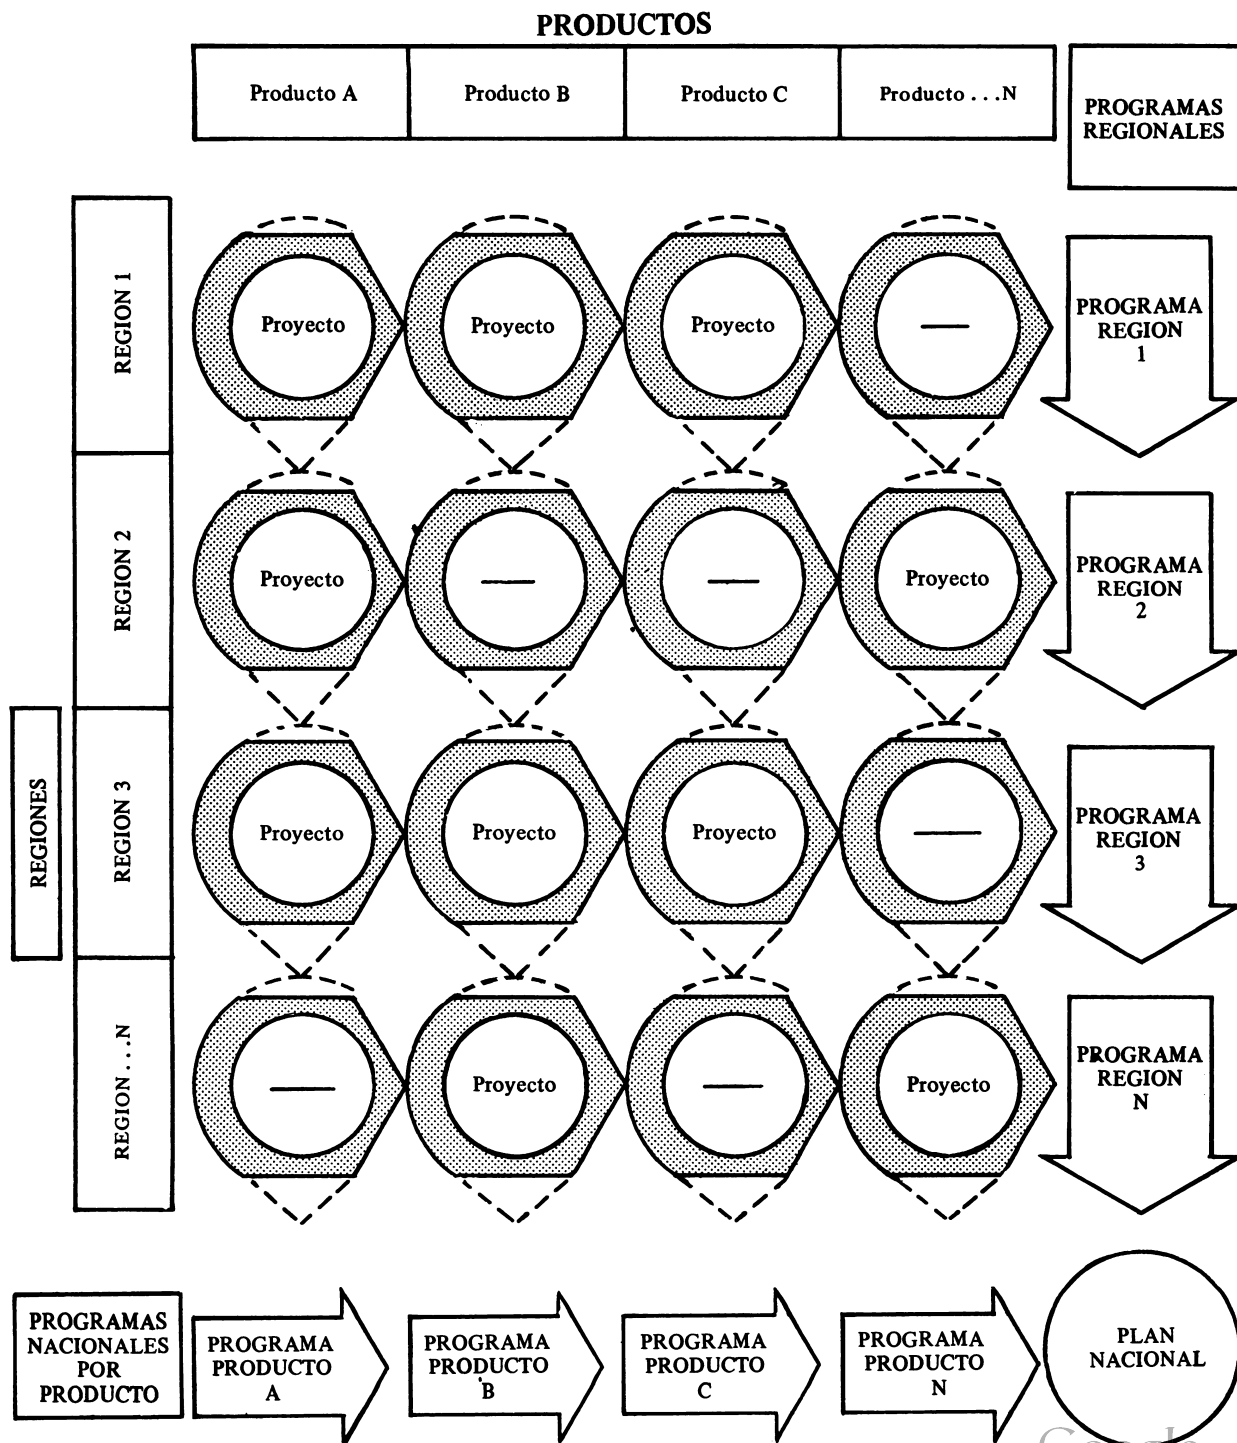 PRODUCTOS
Producto A
Producto B
Producto C
Producto ...N
PROGRAMAS
REGIONALES
REGION 1
Proyecto
Proyecto
Proyecto
—
PROGRAMA
REGION
1
REGION 2
Proyecto
—
—
Proyecto
PROGRAMA
REGION
2
REGIONES
REGION 3
Proyecto
Proyecto
Proyecto
—
PROGRAMA
REGION
3
REGION ...N
—
Proyecto
—
Proyecto
PROGRAMA
REGION
N
PROGRAMAS
NACIONALES
POR
PRODUCTO
PROGRAMA
PRODUCTO
A
PROGRAMA
PRODUCTO
B
PROGRAMA
PRODUCTO
C
PROGRAMA
PRODUCTO
N
PLAN
NACIONAL